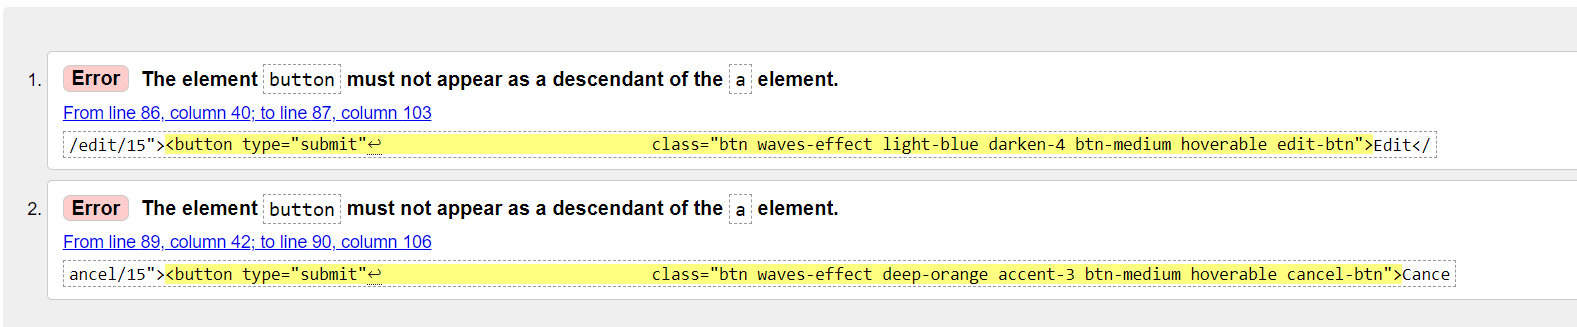 1. Error The element button must not appear as a descendant of the a element.
From line 86, column 40; to line 87, column 103
/edit/15"><button type="submit"↩ class="btn waves-effect light-blue darken-4 btn-medium hoverable edit-btn">Edit</
2. Error The element button must not appear as a descendant of the a element.
From line 89, column 42; to line 90, column 106
ancel/15"><button type="submit"↩ class="btn waves-effect deep-orange accent-3 btn-medium hoverable cancel-btn">Cance